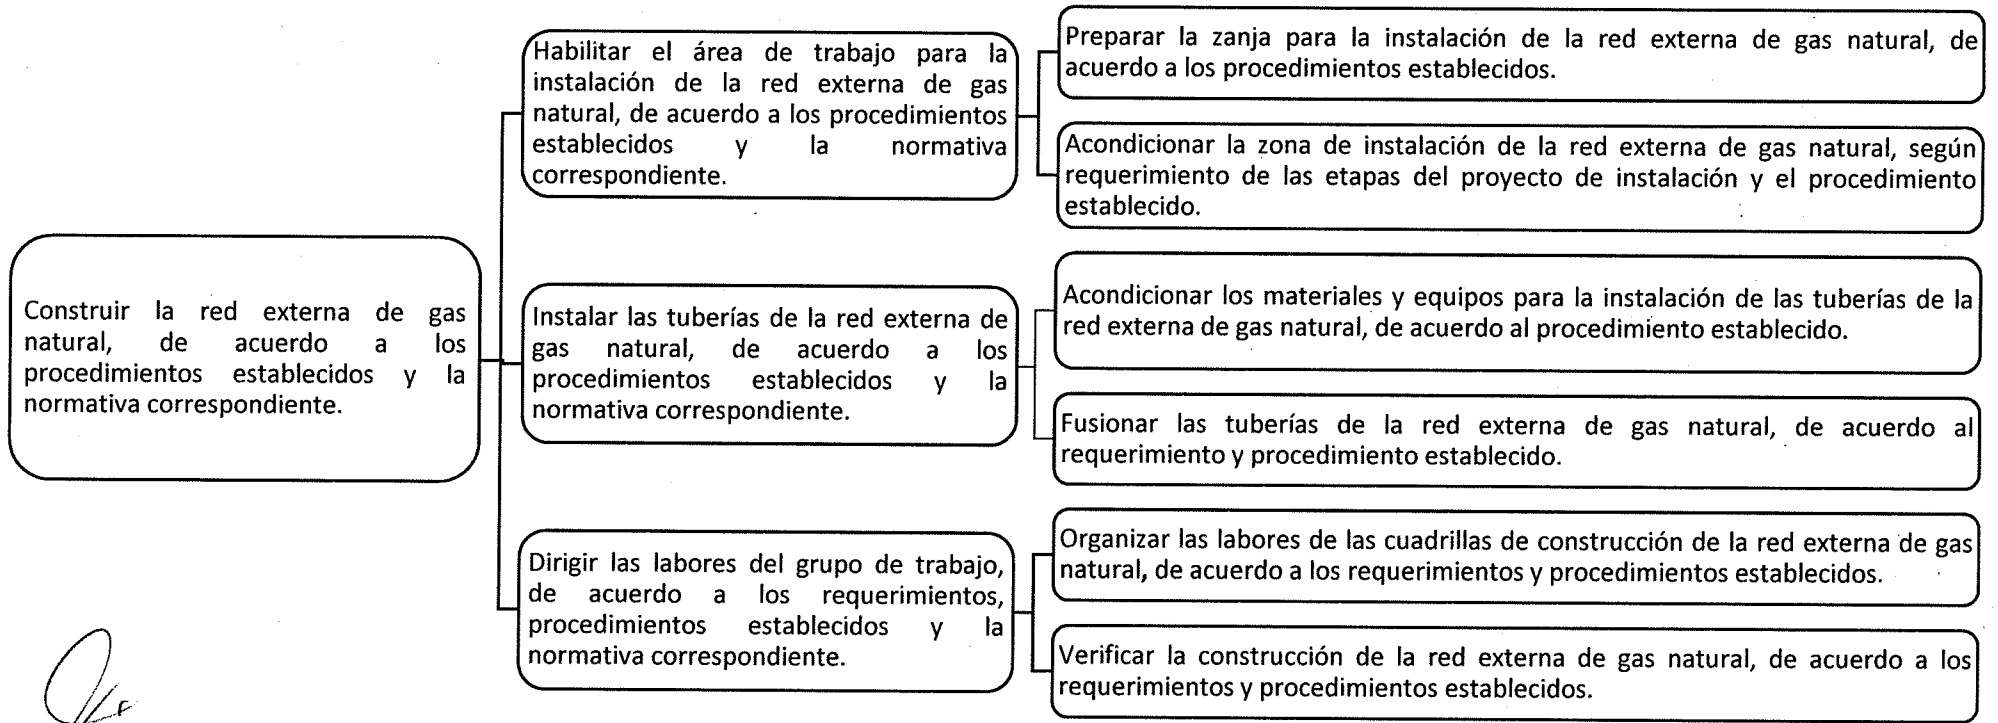 Construir la red externa de gas
natural, de acuerdo a los
procedimientos establecidos y la
normativa correspondiente.
Habilitar el área de trabajo para la
instalación de la red externa de gas
natural, de acuerdo a los procedimientos
establecidos y la normativa
correspondiente.
Preparar la zanja para la instalación de la red externa de gas natural, de
acuerdo a los procedimientos establecidos.
Acondicionar la zona de instalación de la red externa de gas natural, según
requerimiento de las etapas del proyecto de instalación y el procedimiento
establecido.
Instalar las tuberías de la red externa de
gas natural, de acuerdo a los
procedimientos establecidos y la
normativa correspondiente.
Acondicionar los materiales y equipos para la instalación de las tuberías de la
red externa de gas natural, de acuerdo al procedimiento establecido.
Fusionar las tuberías de la red externa de gas natural, de acuerdo al
requerimiento y procedimiento establecido.
Dirigir las labores del grupo de trabajo,
de acuerdo a los requerimientos,
procedimientos establecidos y la
normativa correspondiente.
Organizar las labores de las cuadrillas de construcción de la red externa de gas
natural, de acuerdo a los requerimientos y procedimientos establecidos.
Verificar la construcción de la red externa de gas natural, de acuerdo a los
requerimientos y procedimientos establecidos.